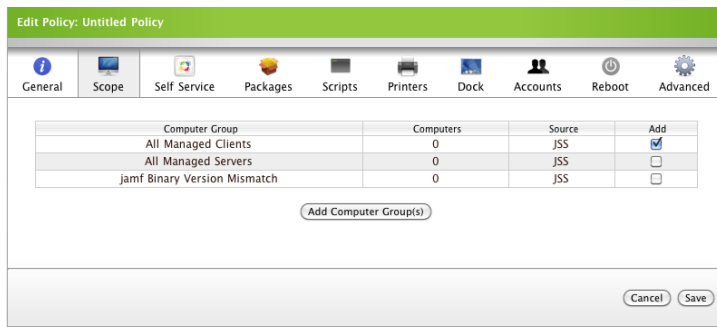 Edit Policy: Untitled Policy
General Scope Self Service Packages Scripts Printers Dock Accounts Reboot Advanced
Computer Group Computers Source Add
All Managed Clients 0 JSS
All Managed Servers 0 JSS
jamf Binary Version Mismatch 0 JSS
Add Computer Group(s)
Cancel Save